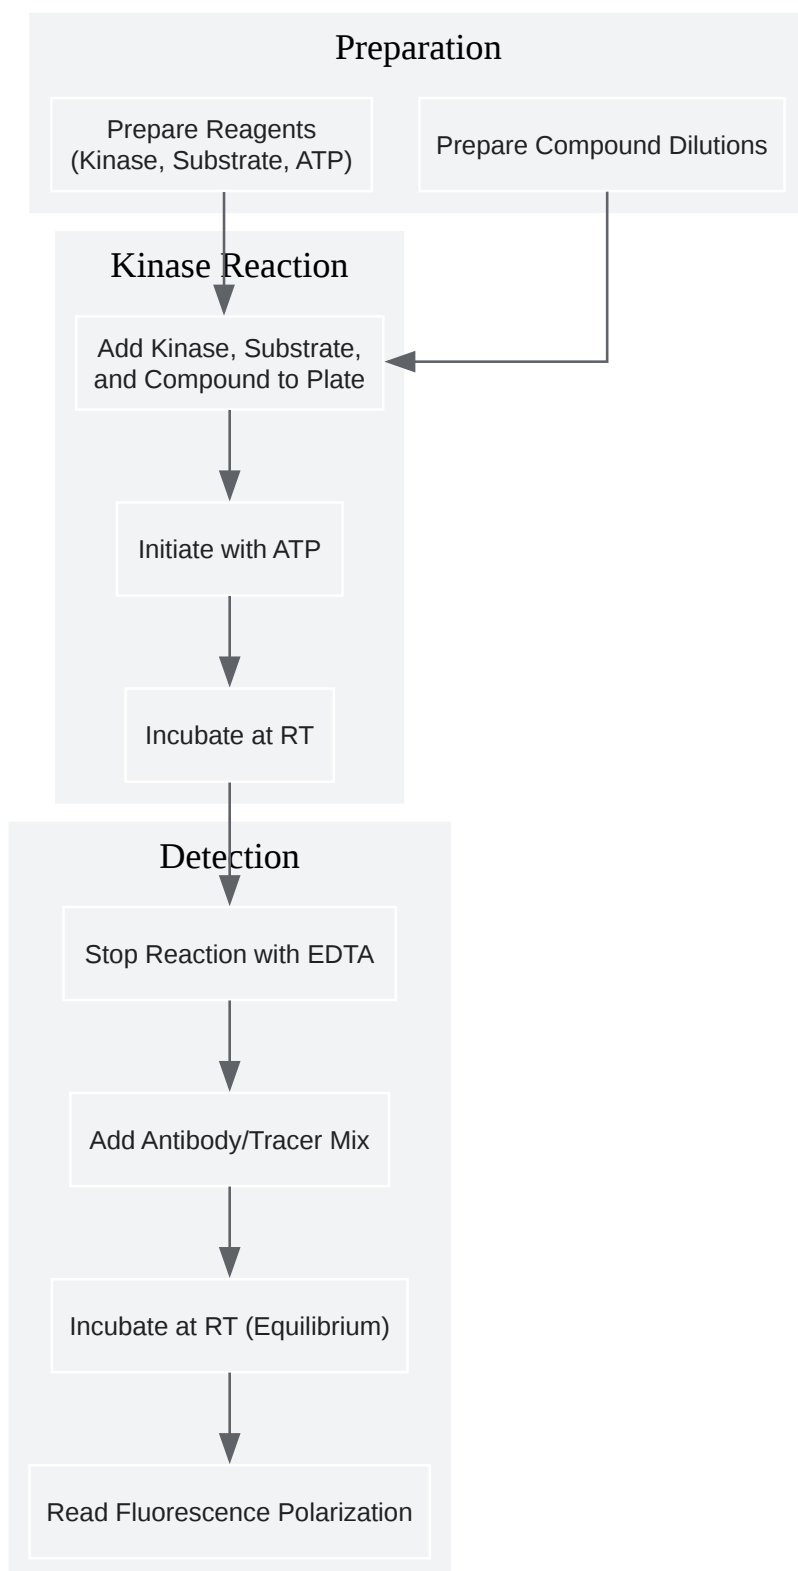 Preparation
Prepare Reagents
(Kinase, Substrate, ATP)
Prepare Compound Dilutions
Kinase Reaction
Add Kinase, Substrate,
and Compound to Plate
Initiate with ATP
Incubate at RT
Detection
Stop Reaction with EDTA
Add Antibody/Tracer Mix
Incubate at RT (Equilibrium)
Read Fluorescence Polarization